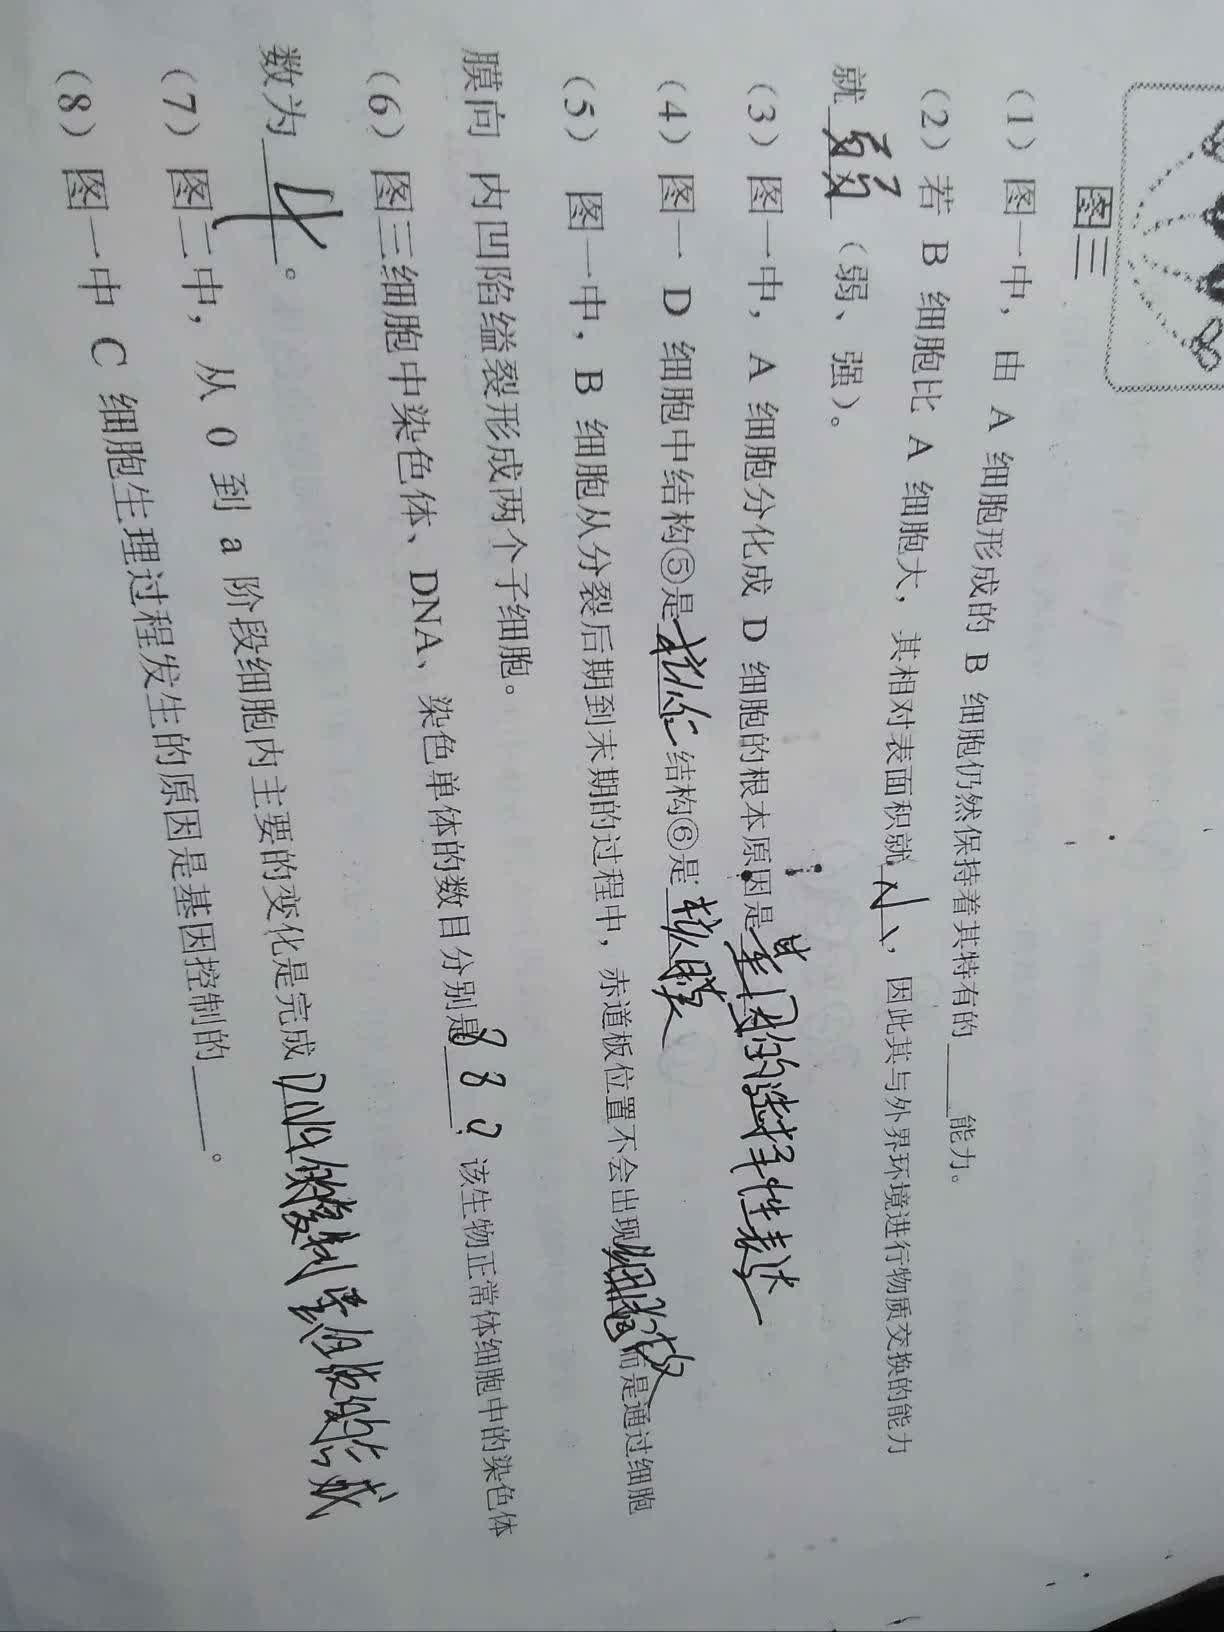 图三
(1) 图一中，由 A 细胞形成的 B 细胞仍然保持着其特有的____能力。
(2) 若 B 细胞比 A 细胞大，其相对表面积就 小，因此其与外界环境进行物质交换的能力
就 弱 (弱、强)。
(3) 图一中，A 细胞分化成 D 细胞的根本原因是 基因的选择性表达
(4) 图一 D 细胞中结构⑤是 核仁 结构⑥是 核膜
(5) 图一中，B 细胞从分裂后期到末期的过程中，赤道板位置不会出现 细胞板 而是通过细胞
膜向 内凹陷缢裂形成两个子细胞。
(6) 图三细胞中染色体、DNA、染色单体的数目分别是 8 8 0，该生物正常体细胞中的染色体
数为 4 。
(7) 图二中，从 0 到 a 阶段细胞内主要的变化是完成 DNA的复制 蛋白质的合成
(8) 图一中 C 细胞生理过程发生的原因是基因控制的____。